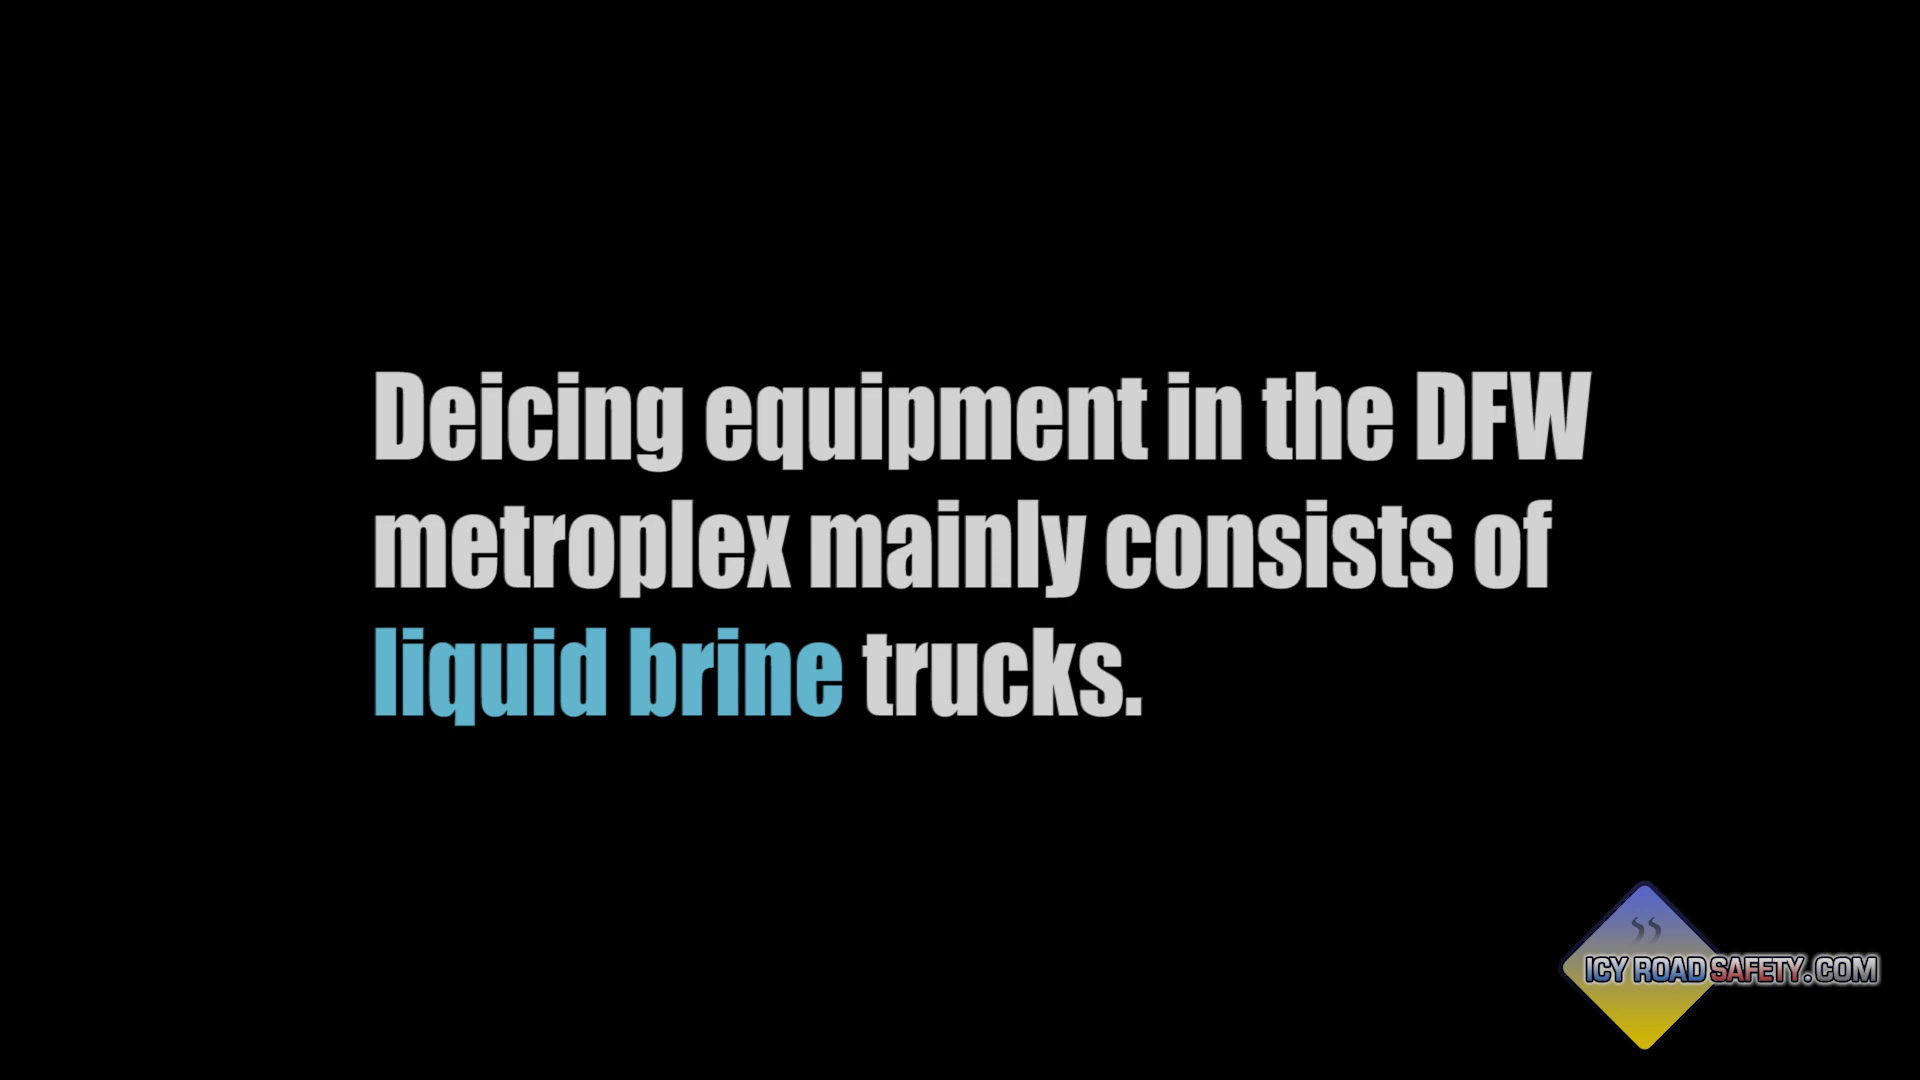 Deicing equipment in the DFW
metroplex mainly consists of
liquid brine trucks.
ICY ROAD SAFETY.COM